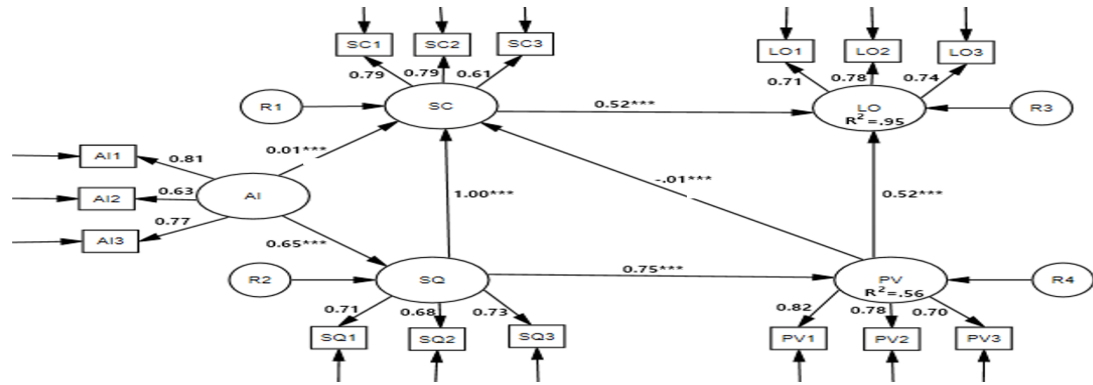 SC1 SC2 SC3
LO1 LO2 LO3
0.79 0.79 0.61
0.71 0.78 0.74
R1 SC 0.52*** LO R3
R²=.95
AI1 0.81 0.01***
AI2 0.63 AI 1.00*** -.01*** 0.52***
AI3 0.77
0.65***
R2 SQ 0.75*** PV R4
R²=.56
0.71 0.68 0.73 0.82 0.78 0.70
SQ1 SQ2 SQ3 PV1 PV2 PV3